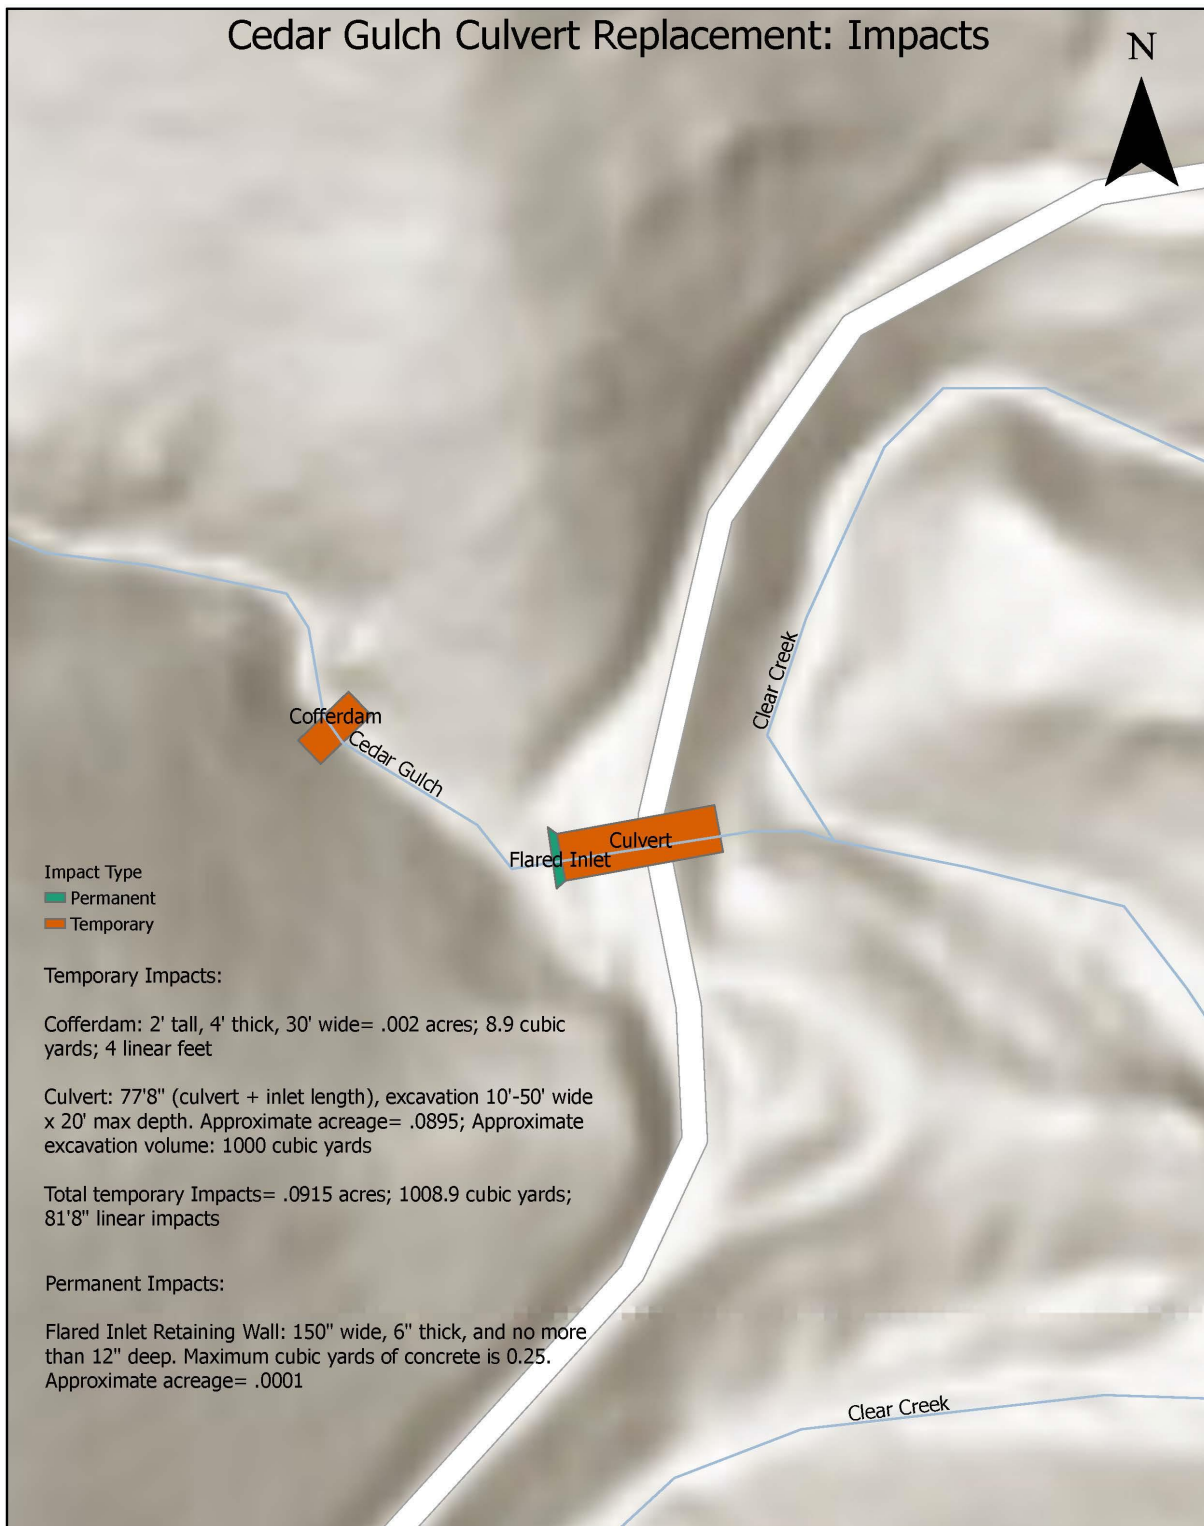 Cedar Gulch Culvert Replacement: Impacts
N
Clear Creek
Cofferdam
Cedar Gulch
Culvert
Flared Inlet
Impact Type
Permanent
Temporary
Temporary Impacts:
Cofferdam: 2' tall, 4' thick, 30' wide= .002 acres; 8.9 cubic
yards; 4 linear feet
Culvert: 77'8" (culvert + inlet length), excavation 10'-50' wide
x 20' max depth. Approximate acreage= .0895; Approximate
excavation volume: 1000 cubic yards
Total temporary Impacts= .0915 acres; 1008.9 cubic yards;
81'8" linear impacts
Permanent Impacts:
Flared Inlet Retaining Wall: 150" wide, 6" thick, and no more
than 12" deep. Maximum cubic yards of concrete is 0.25.
Approximate acreage= .0001
Clear Creek